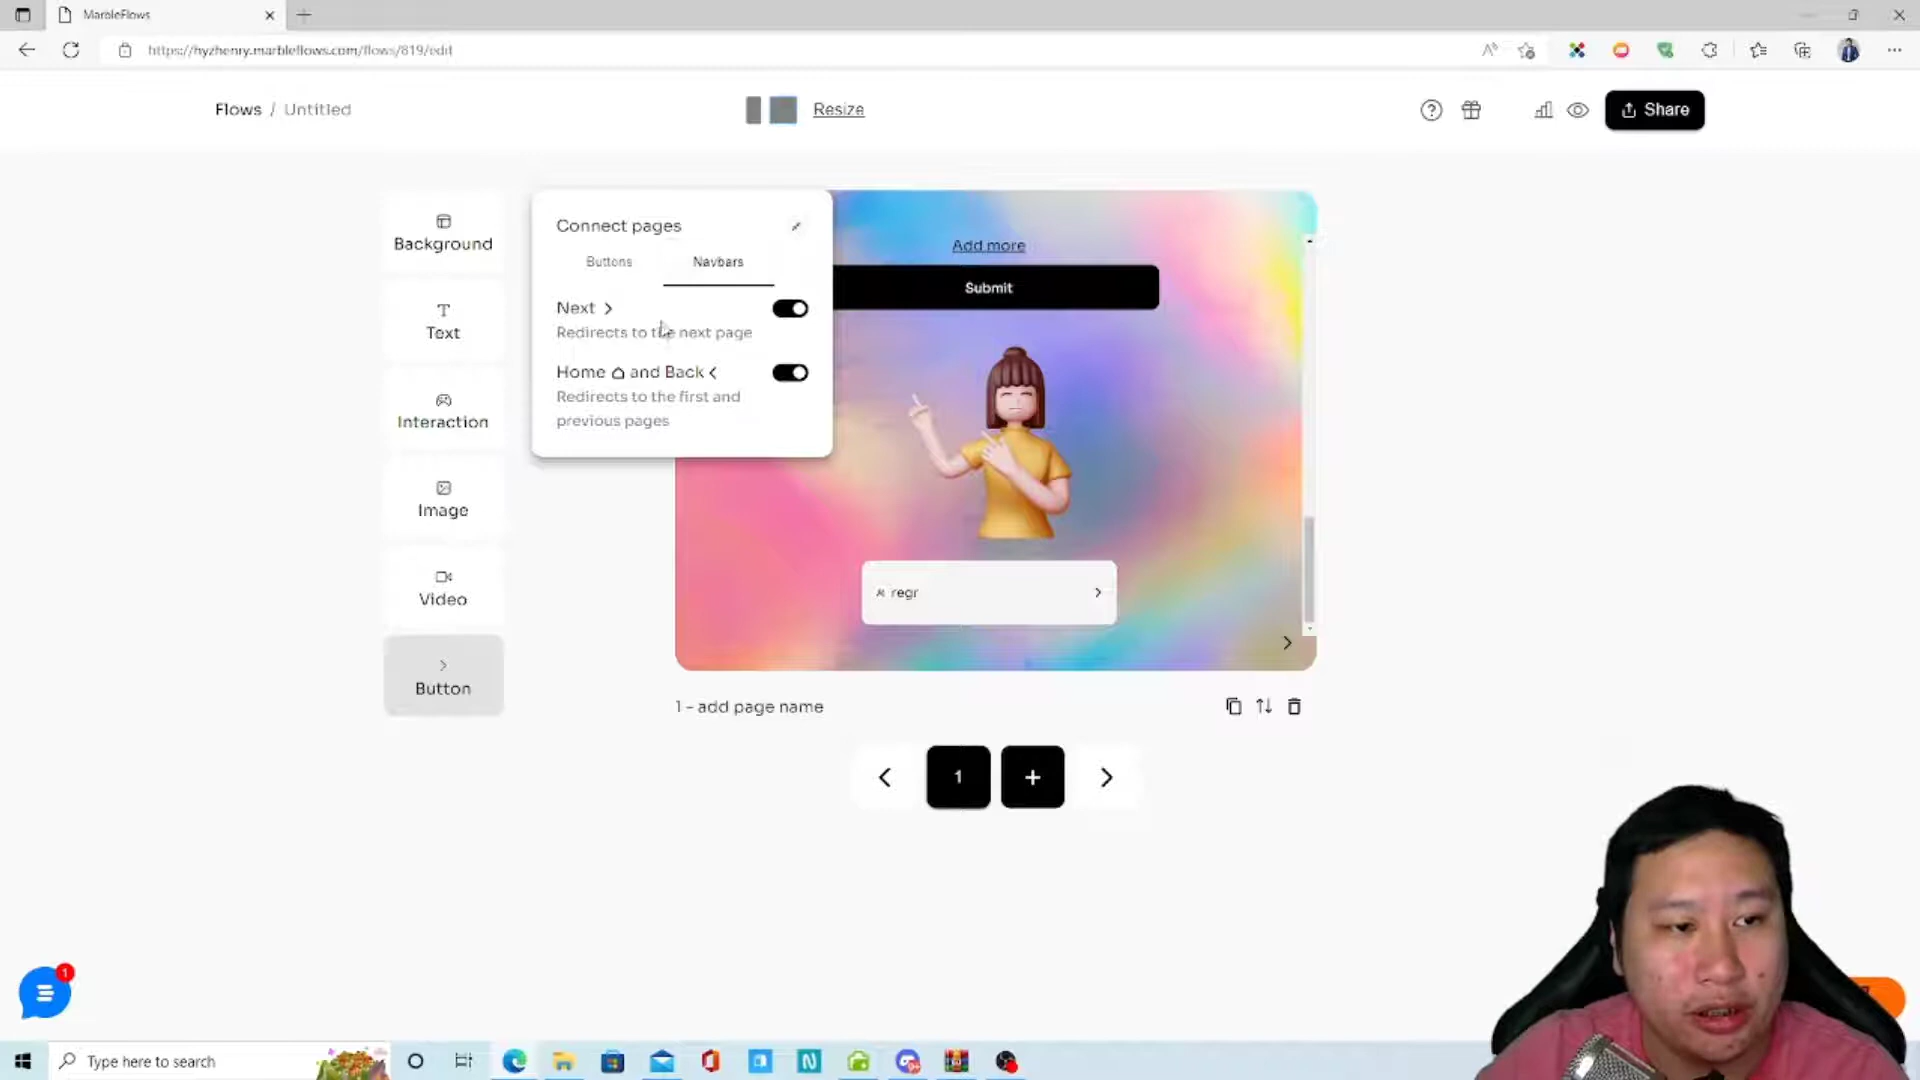 MarbleFlows
https://hyzhenry.marbleflows.com/flows/819/edit
Flows / Untitled
Resize
Share
Background
Text
Interaction
Image
Video
Button
Connect pages
Buttons
Navbars
Next
Redirects to the next page
Home and Back
Redirects to the first and
previous pages
Add more
Submit
regr
1 - add page name
1
+
1
Type here to search